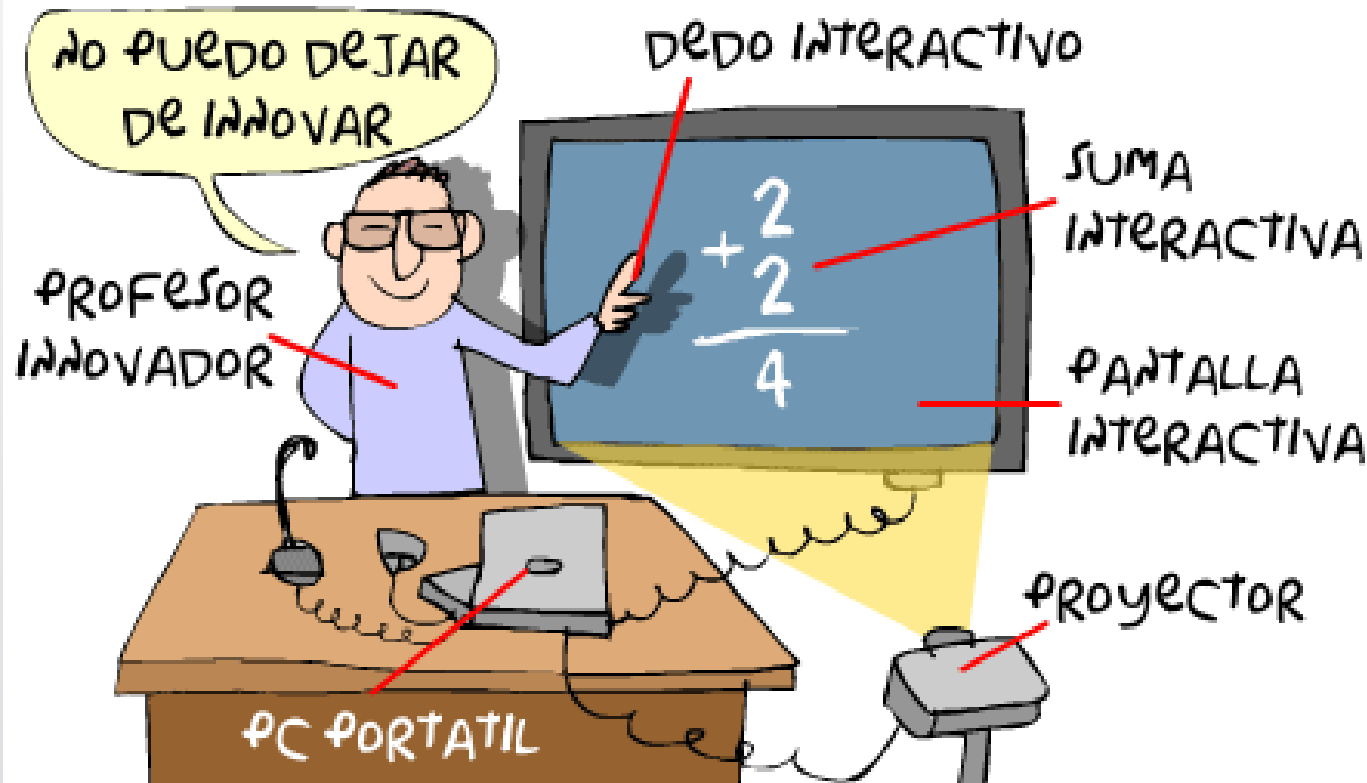 NO PUEDO DEJAR
DE INNOVAR
DEDO INTERACTIVO
+ 2
2
4
SUMA
INTERACTIVA
PROFESOR
INNOVADOR
PANTALLA
INTERACTIVA
PROYECTOR
PC PORTATIL